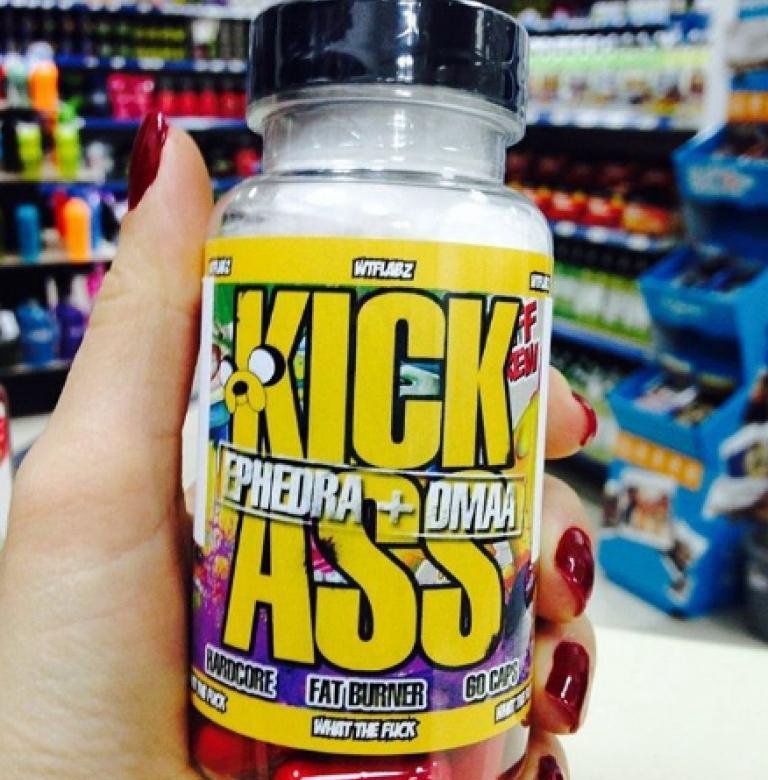 WTFLABZ
KICK
EPHEDRA + DMAA
ASS
HARDCORE FAT BURNER 60 CAPS
WHAT THE FUCK